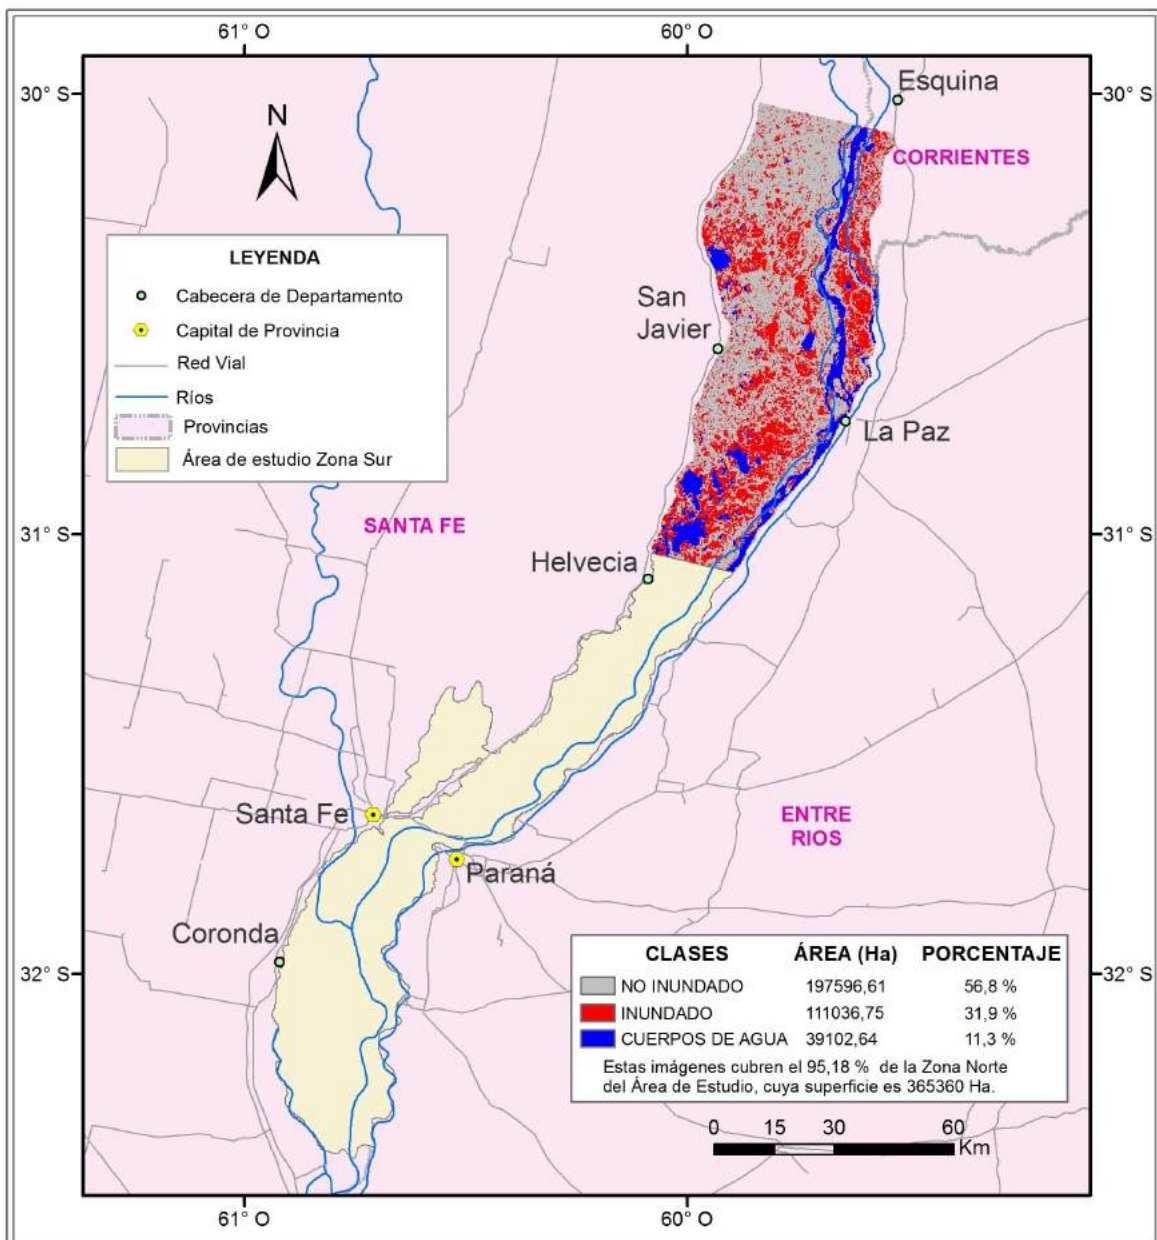 61° O
60° O
30° S
30° S
Esquina
N
CORRIENTES
LEYENDA
Cabecera de Departamento
Capital de Provincia
Red Vial
Ríos
Provincias
Área de estudio Zona Sur
San
Javier
La Paz
SANTA FE
31° S
31° S
Helvecia
Santa Fe
ENTRE
RIOS
Paraná
Coronda
32° S
32° S
CLASES ÁREA (Ha) PORCENTAJE
NO INUNDADO 197596,61 56,8 %
INUNDADO 111036,75 31,9 %
CUERPOS DE AGUA 39102,64 11,3 %
Estas imágenes cubren el 95,18 % de la Zona Norte
del Área de Estudio, cuya superficie es 365360 Ha.
0 15 30 60
Km
61° O
60° O